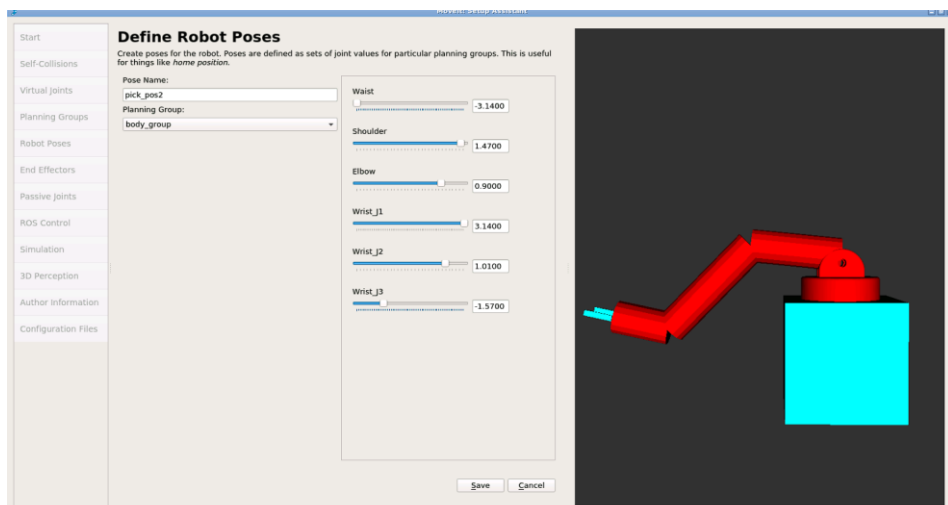 MoveIt! Setup Assistant
Start
Self-Collisions
Virtual Joints
Planning Groups
Robot Poses
End Effectors
Passive Joints
ROS Control
Simulation
3D Perception
Author Information
Configuration Files
Define Robot Poses
Create poses for the robot. Poses are defined as sets of joint values for particular planning groups. This is useful
for things like home position.
Pose Name:
pick_pos2
Planning Group:
body_group
Waist
-3.1400
Shoulder
1.4700
Elbow
0.9000
Wrist_J1
3.1400
Wrist_J2
1.0100
Wrist_J3
-1.5700
Save Cancel